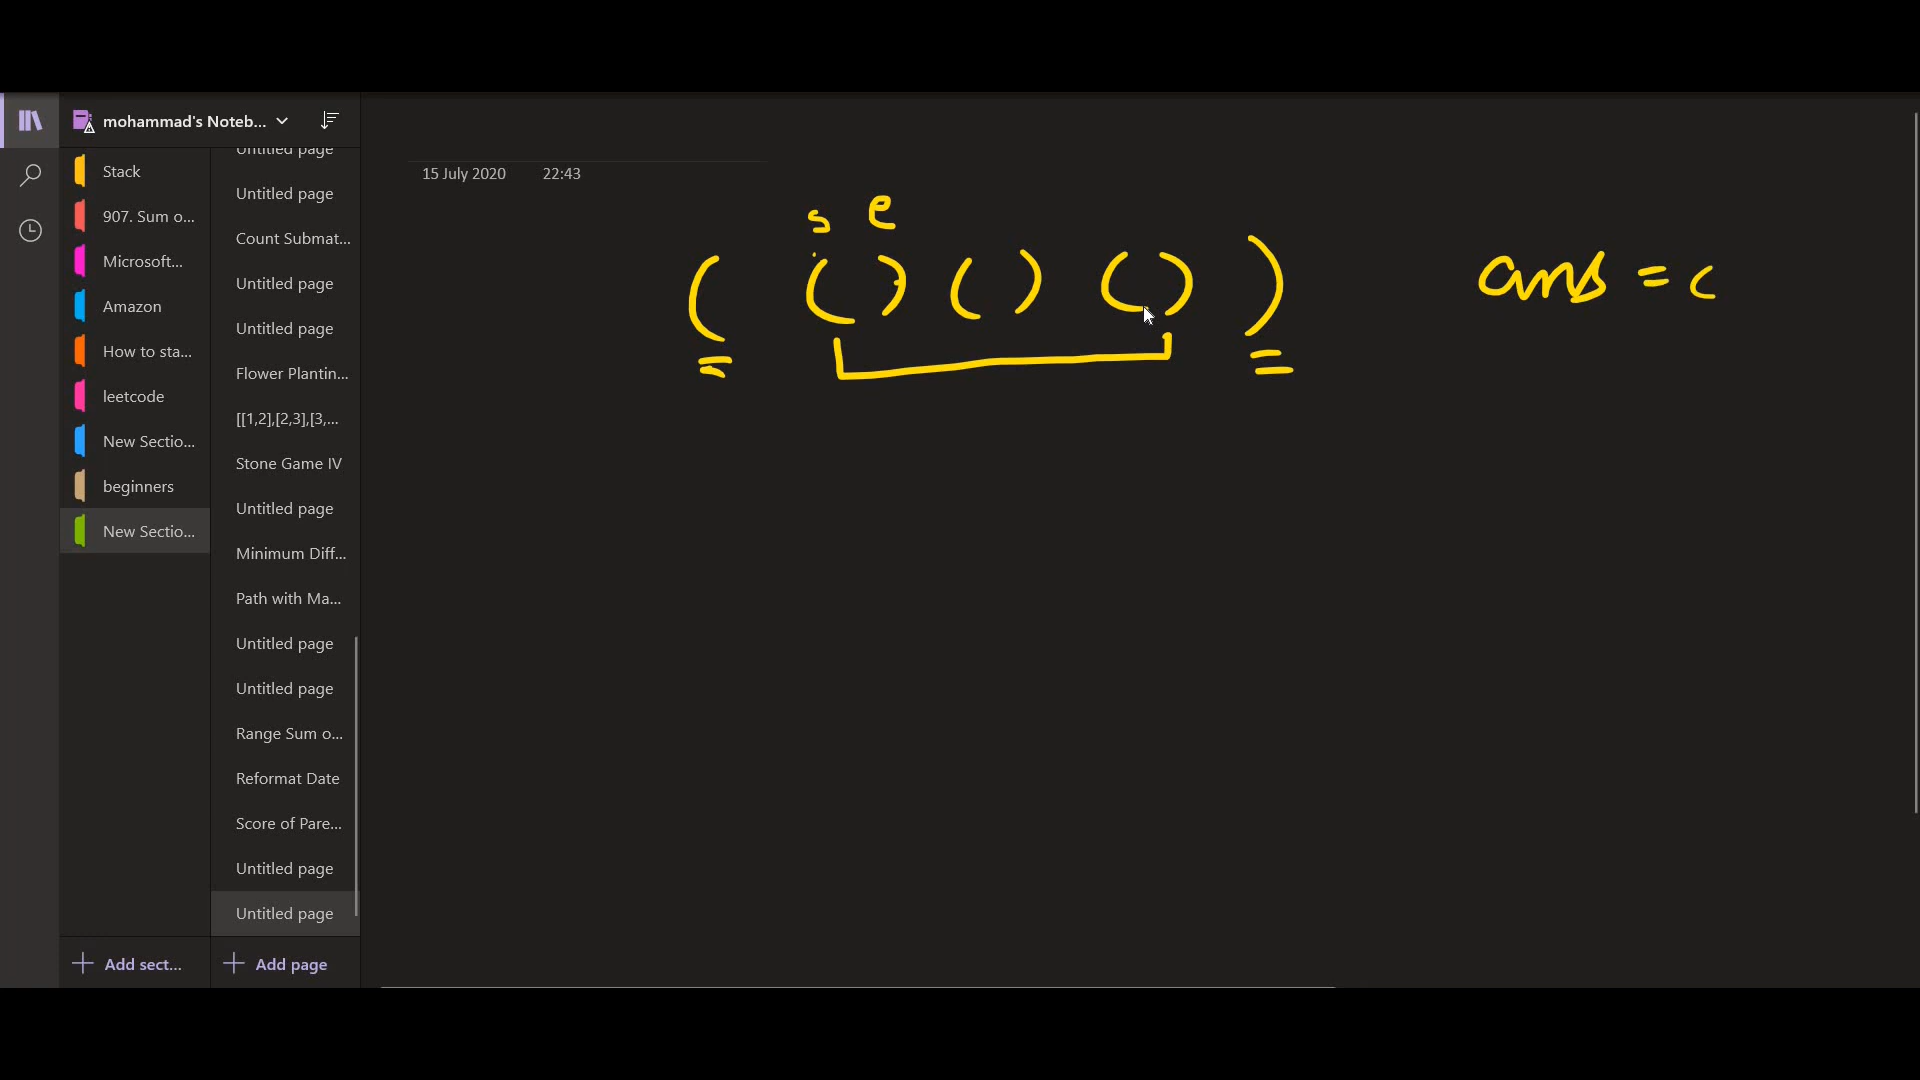 mohammad's Noteb...
Stack
907. Sum o...
Microsoft...
Amazon
How to sta...
leetcode
New Sectio...
beginners
New Sectio...
Add sect...
Untitled page
Untitled page
Count Submat...
Untitled page
Untitled page
Flower Plantin...
[[1,2],[2,3],[3,...
Stone Game IV
Untitled page
Minimum Diff...
Path with Ma...
Untitled page
Untitled page
Range Sum o...
Reformat Date
Score of Pare...
Untitled page
Untitled page
Add page
15 July 2020 22:43
s e
( ( ) ( ) ( ) ) ans = c